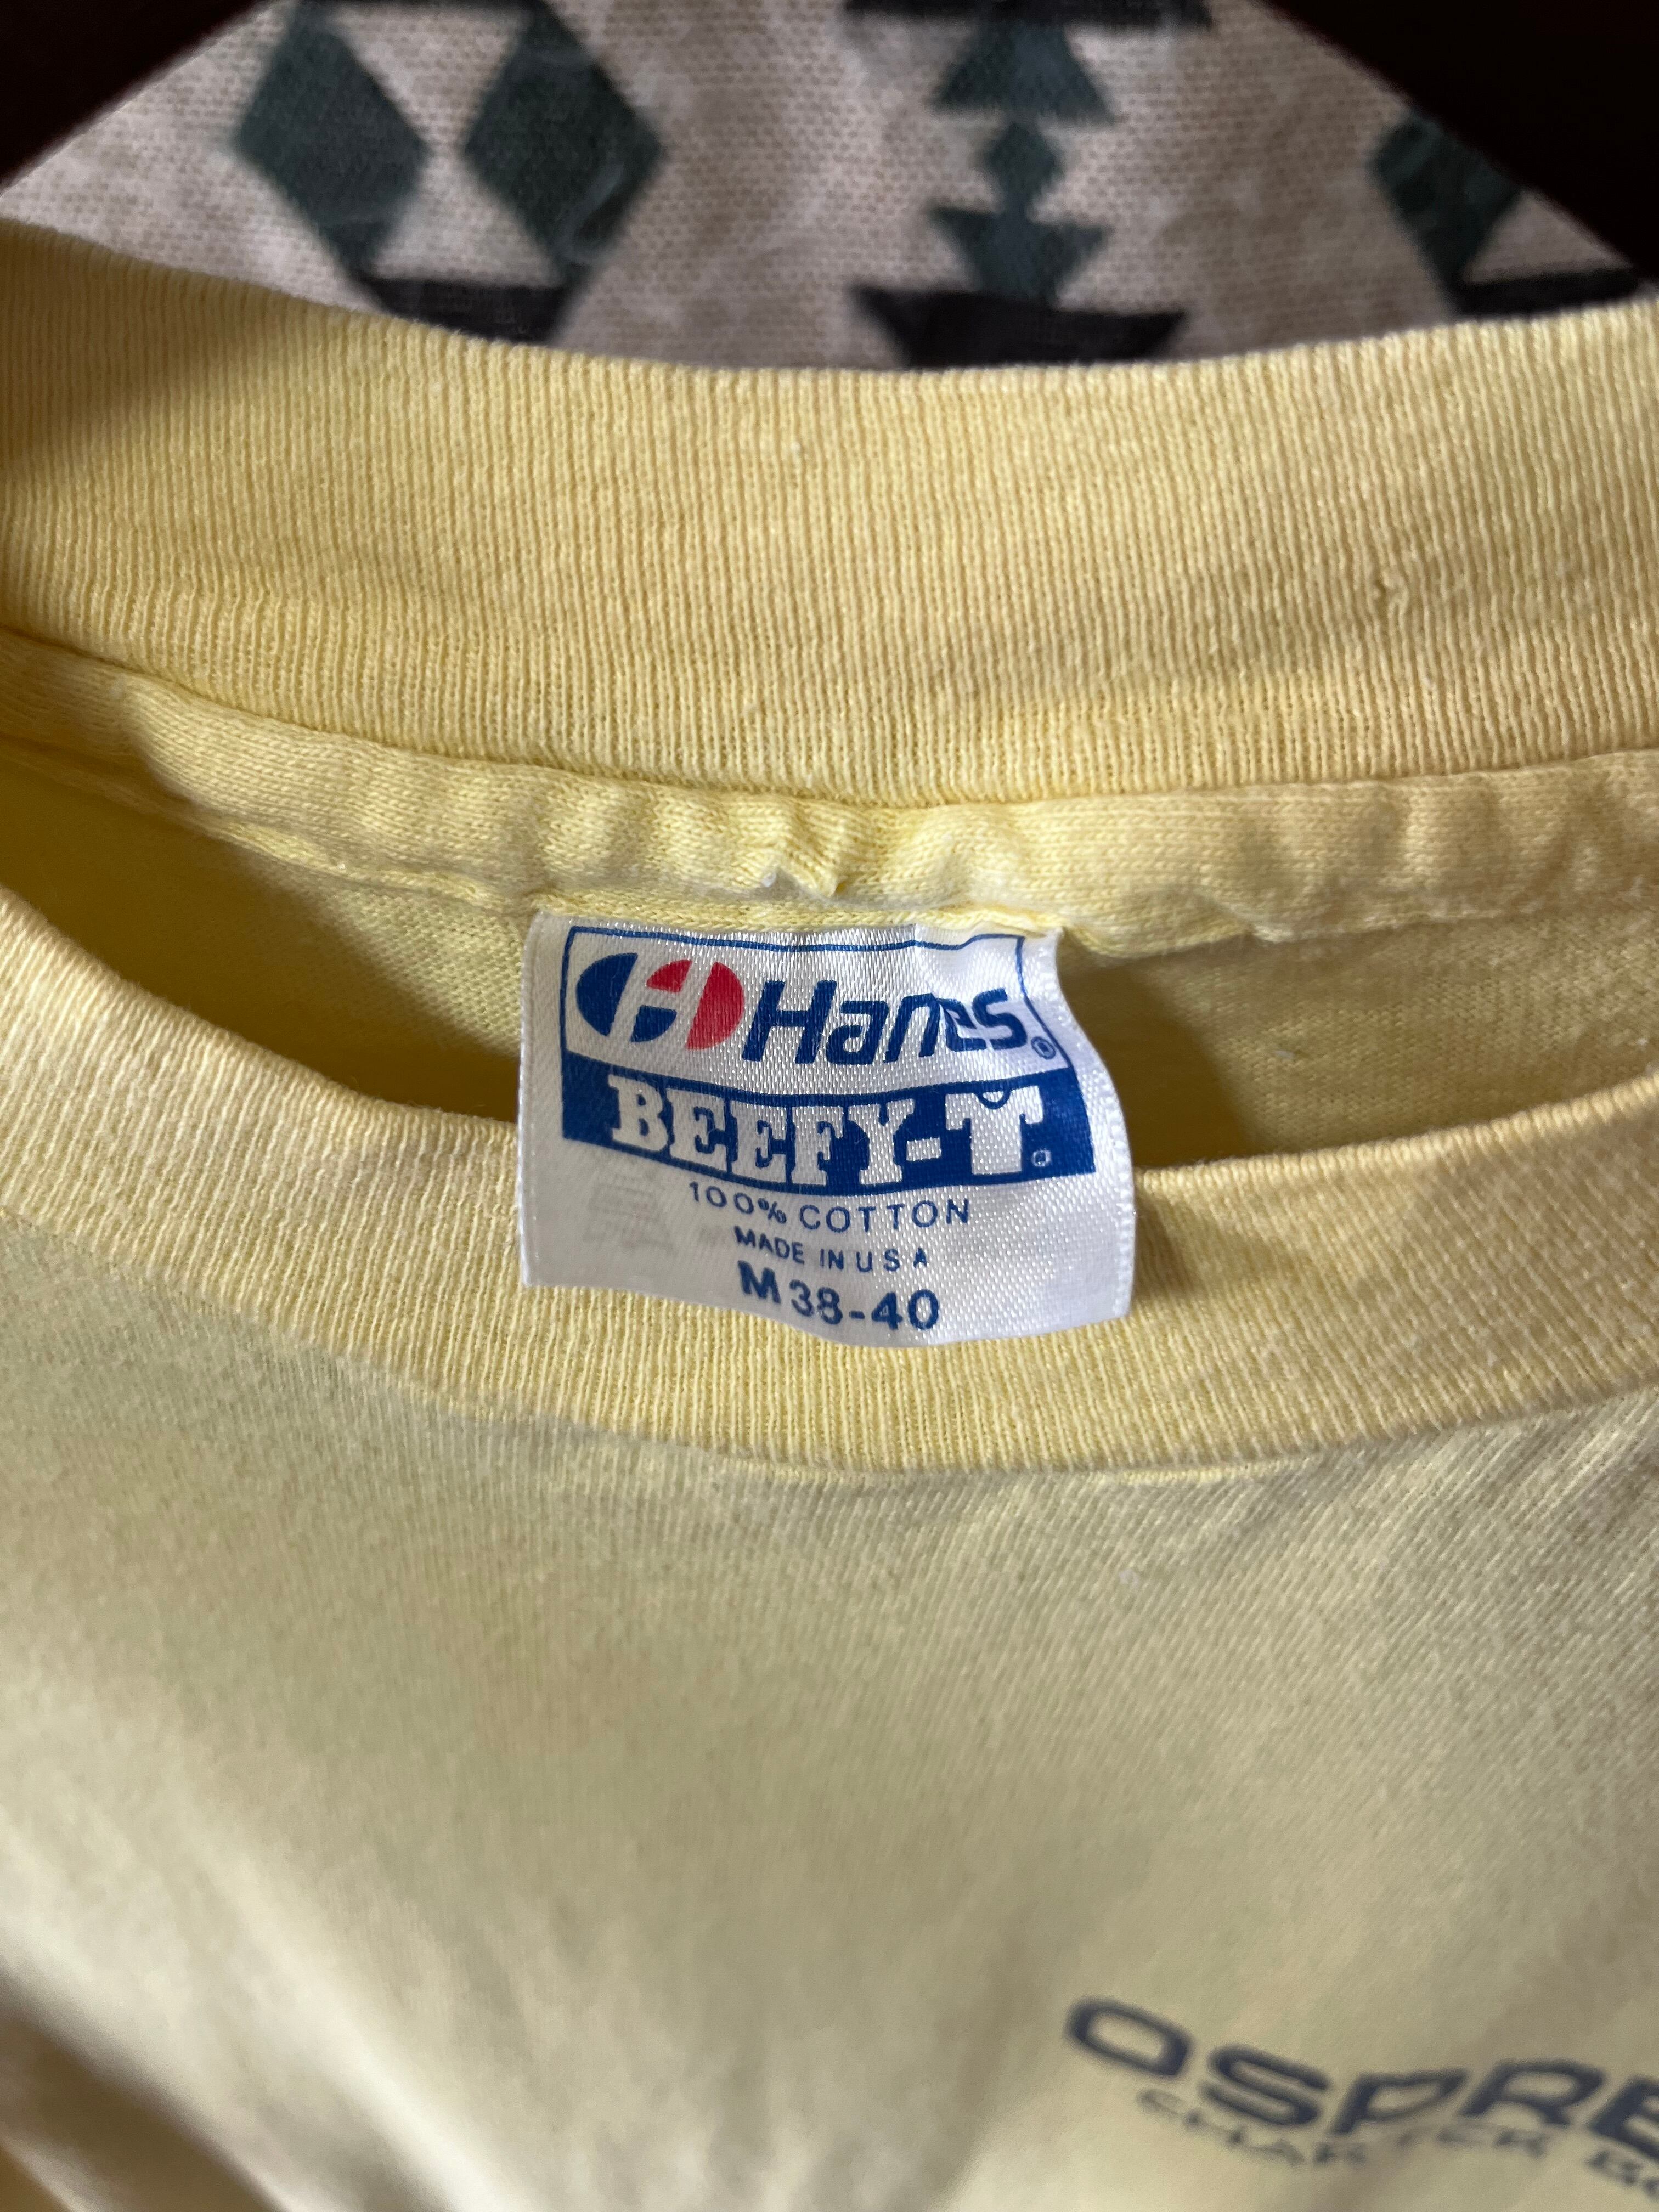 Hanes®
BEEFY-T®
100% COTTON
MADE IN U S A
M 38-40
OSPRE